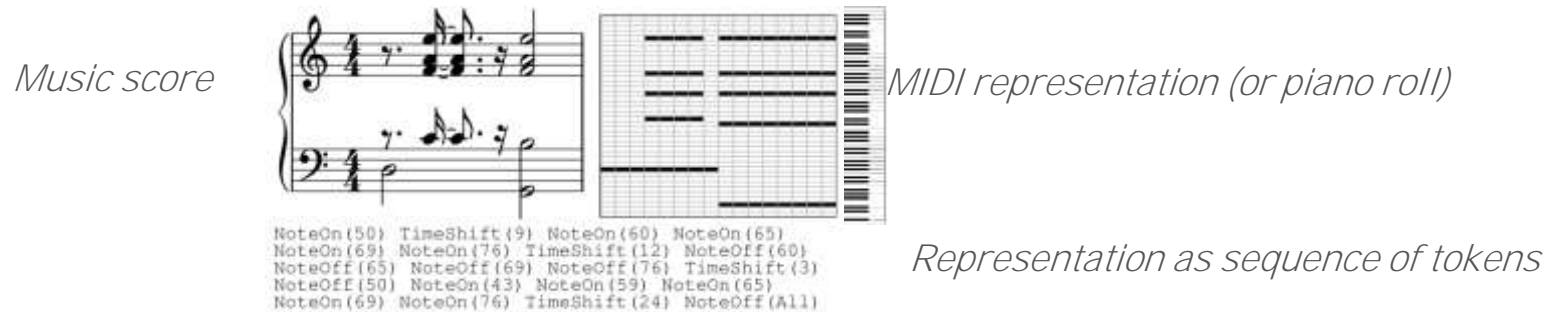 Music score
MIDI representation (or piano roll)
NoteOn(50) TimeShift(9) NoteOn(60) NoteOn(65)
NoteOn(69) NoteOn(76) TimeShift(12) NoteOff(60)
NoteOff(65) NoteOff(69) NoteOff(76) TimeShift(3)
NoteOff(50) NoteOn(43) NoteOn(59) NoteOn(65)
NoteOn(69) NoteOn(76) TimeShift(24) NoteOff(All)
Representation as sequence of tokens